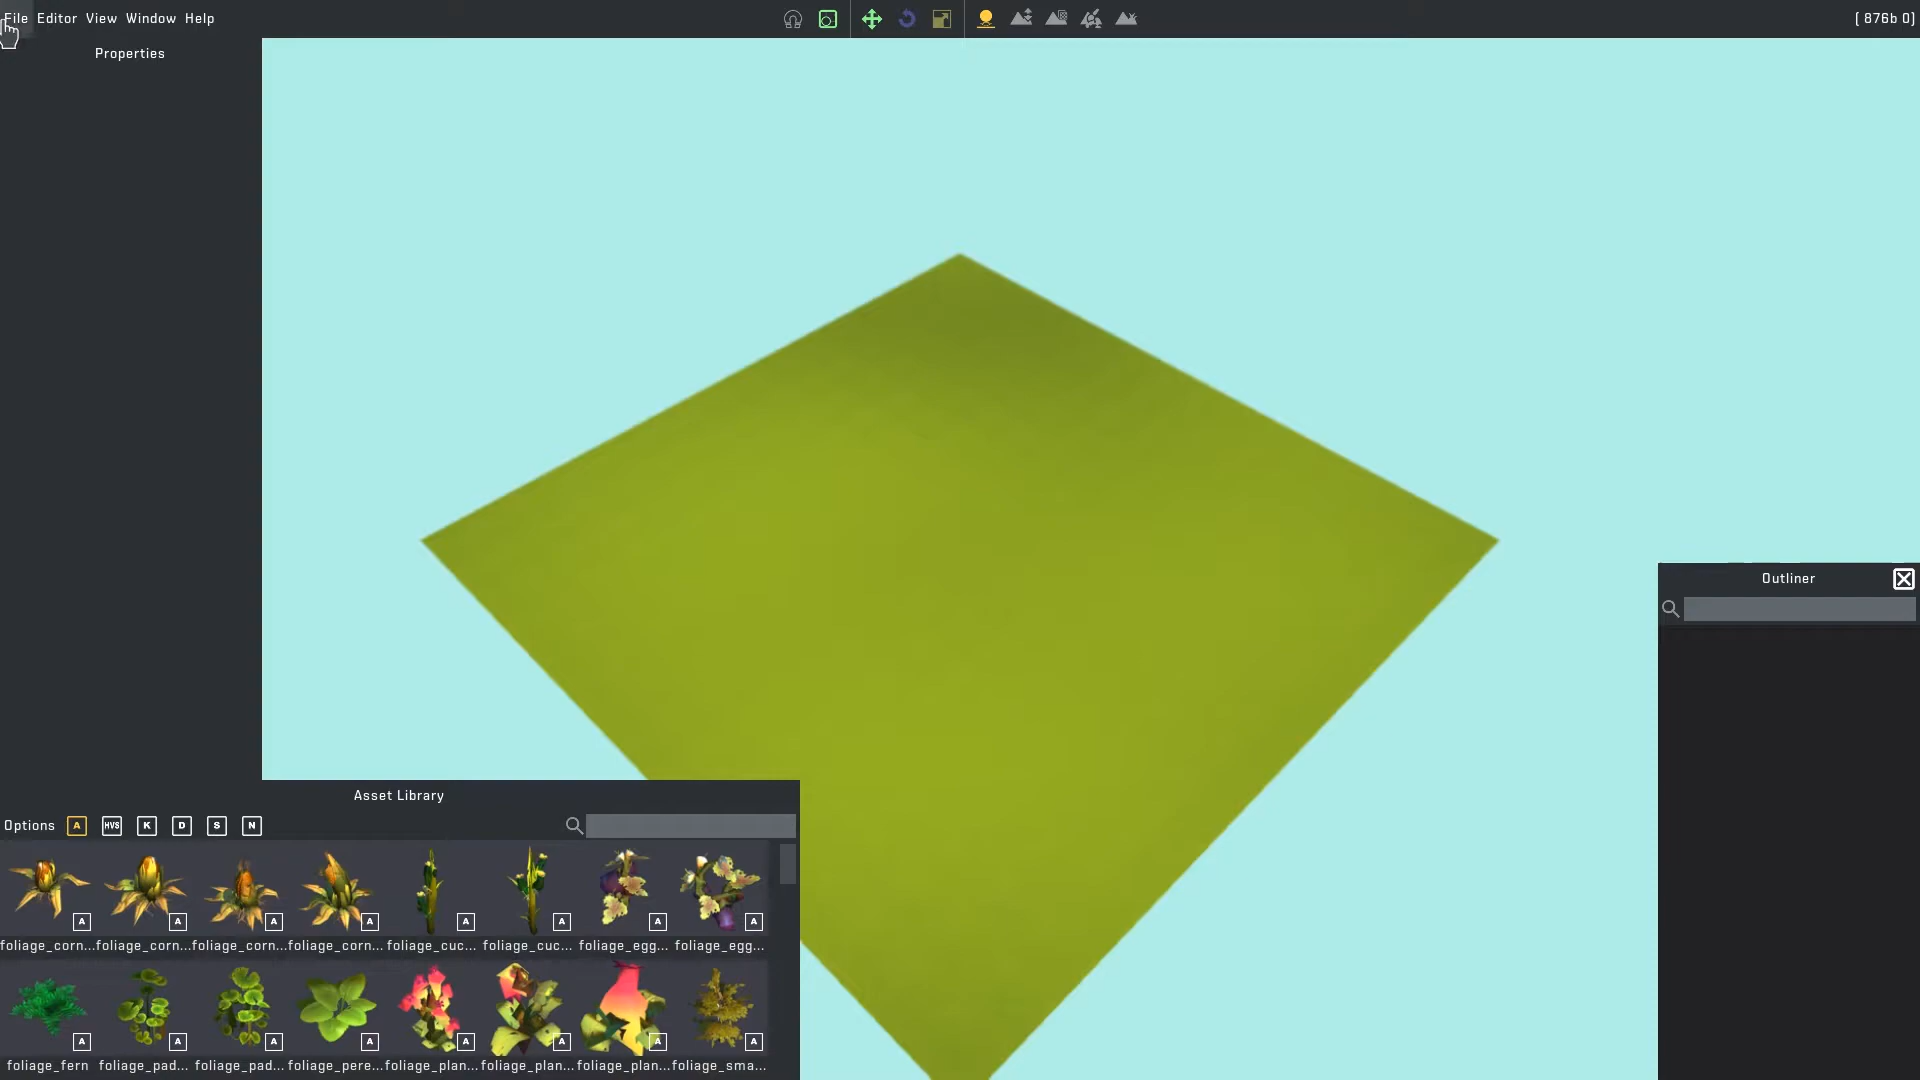 File Editor View Window Help
[ 876b 0]
Properties
Outliner
Asset Library
Options A HVS K D S N
A A A A A A A A
foliage_corn... foliage_corn... foliage_corn... foliage_corn... foliage_cuc... foliage_cuc... foliage_egg... foliage_egg...
A A A A A A A A
foliage_fern foliage_pad... foliage_pad... foliage_pere... foliage_plan... foliage_plan... foliage_plan... foliage_sma...